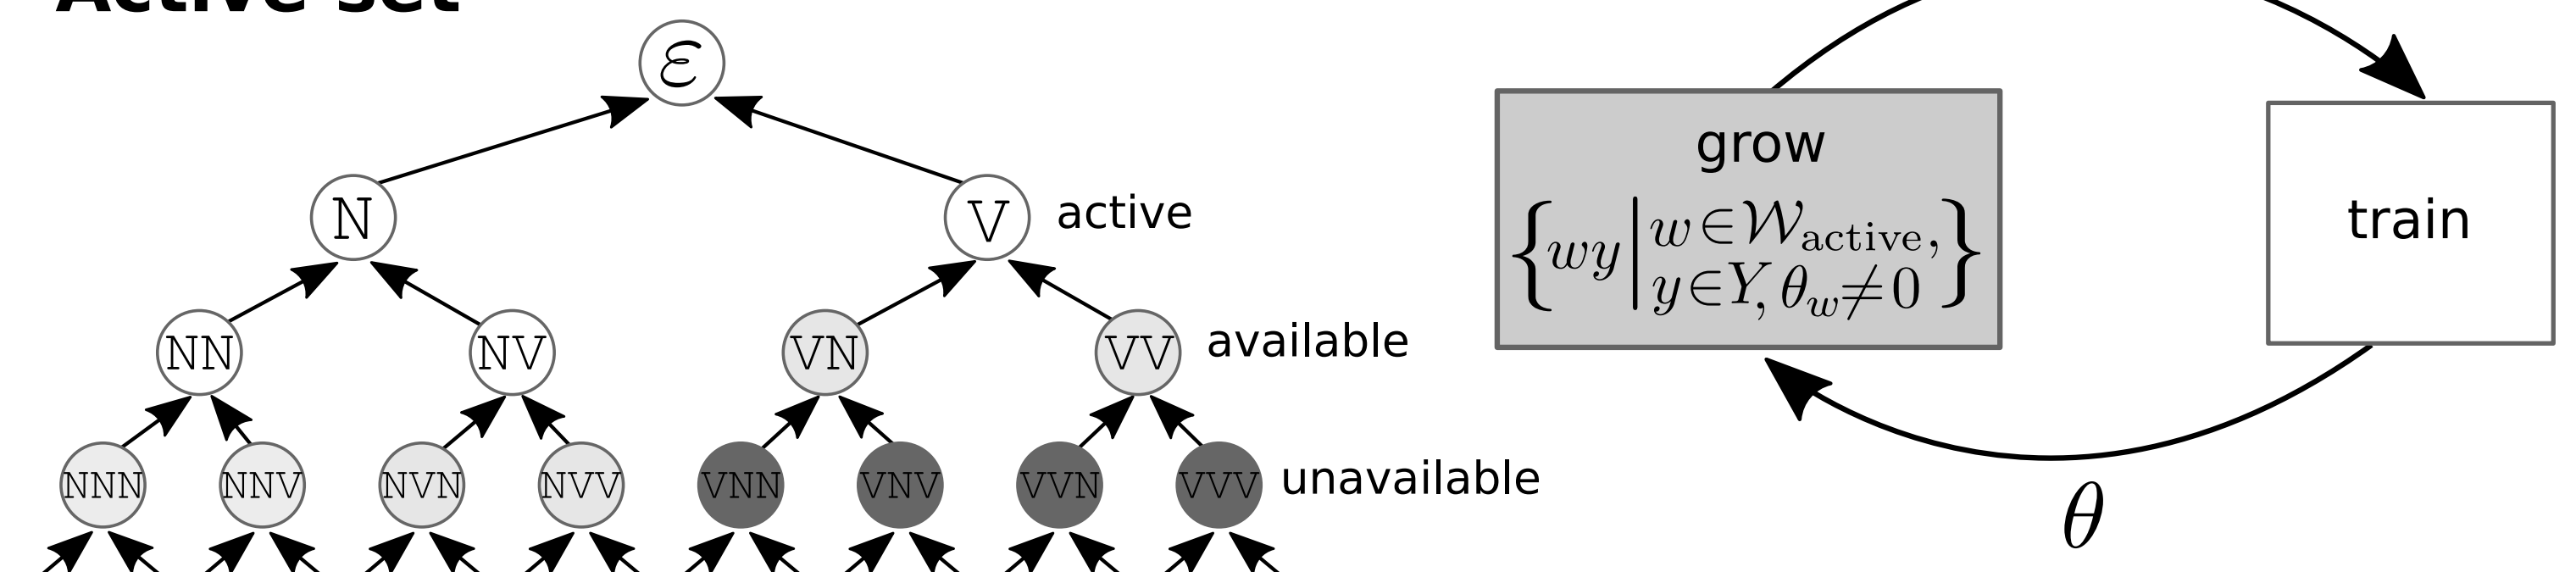 Active set
ε
N V active
NN NV VN VV available
NNN NNV NVN NVV VNN VNV VVN VVV unavailable
grow
{wy | w∈𝒲active,
y∈Y, θw≠0}
train
θ